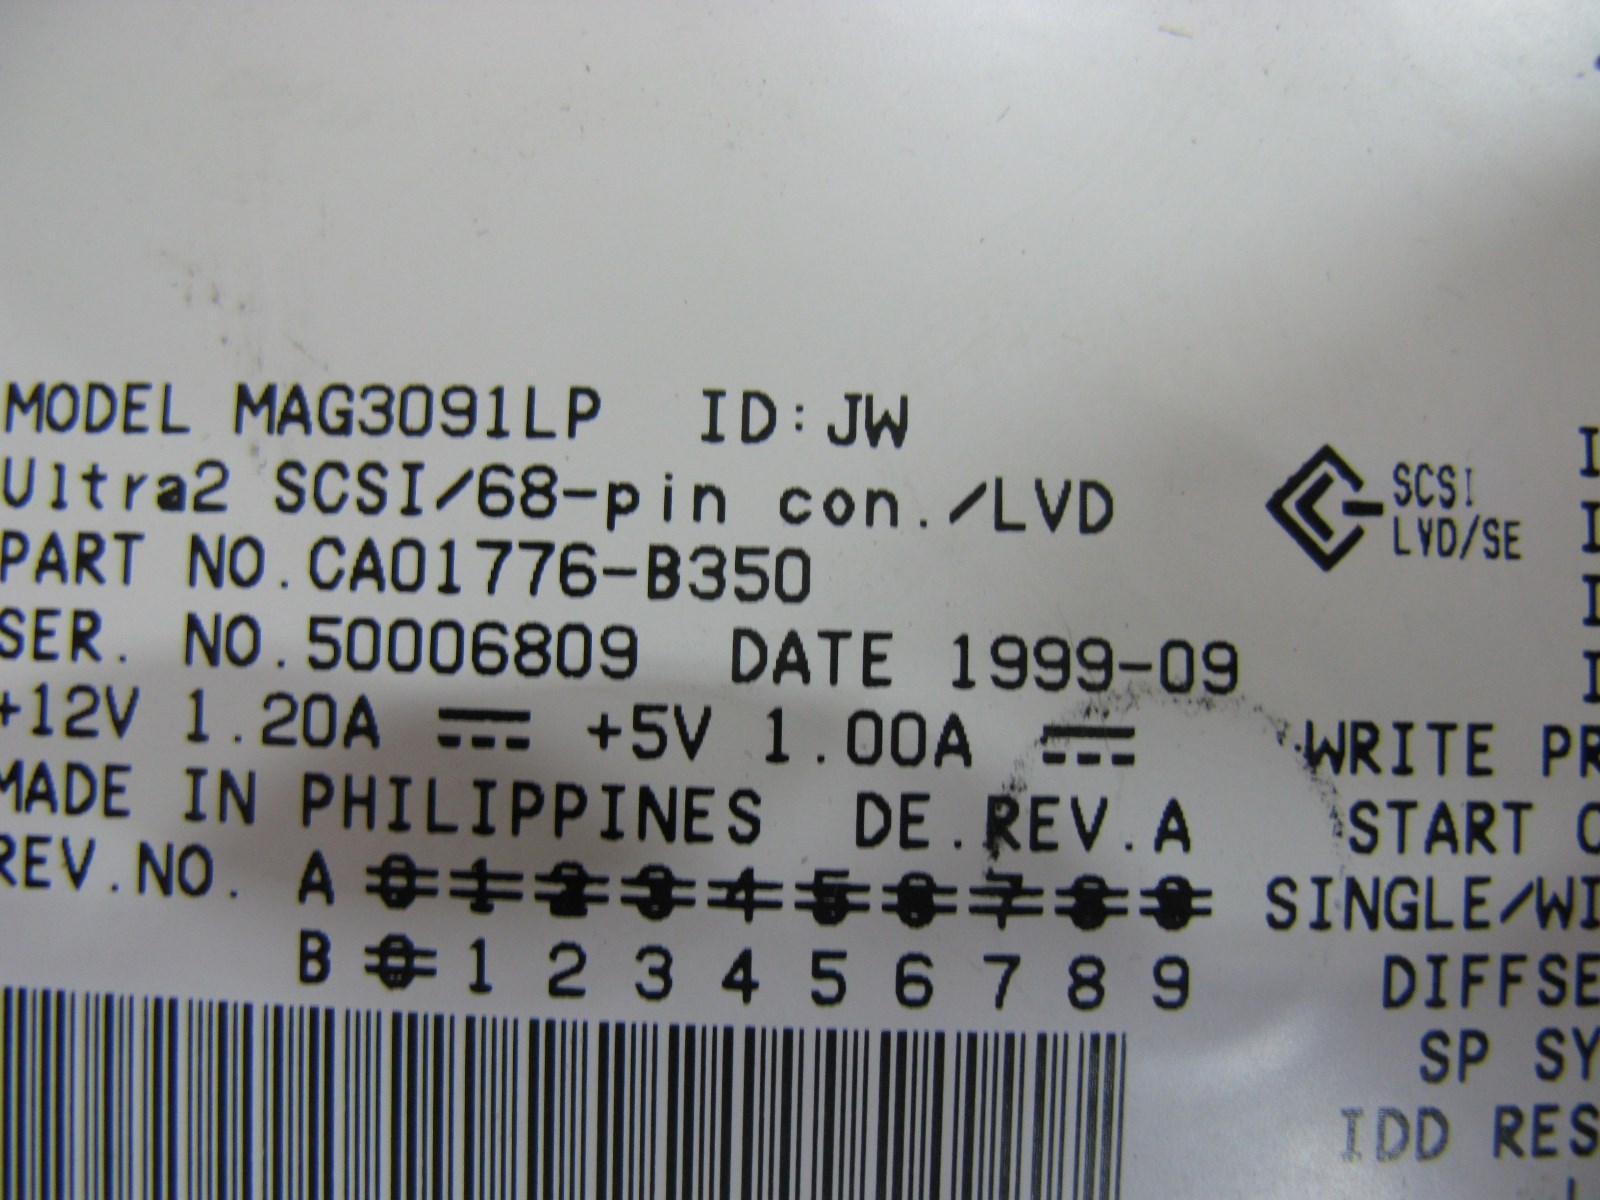 MODEL MAG3091LP ID:JW
Ultra2 SCSI/68-pin con./LVD
PART NO.CA01776-B350
SER. NO.50006809 DATE 1999-09
+12V 1.20A +5V 1.00A
MADE IN PHILIPPINES DE.REV.A
REV.NO. A 0 1 2 3 4 5 6 7 8 9
B 0 1 2 3 4 5 6 7 8 9
SCSI
LVD/SE
WRITE PR
START
SINGLE/WI
DIFFSE
SP SY
IDD RES